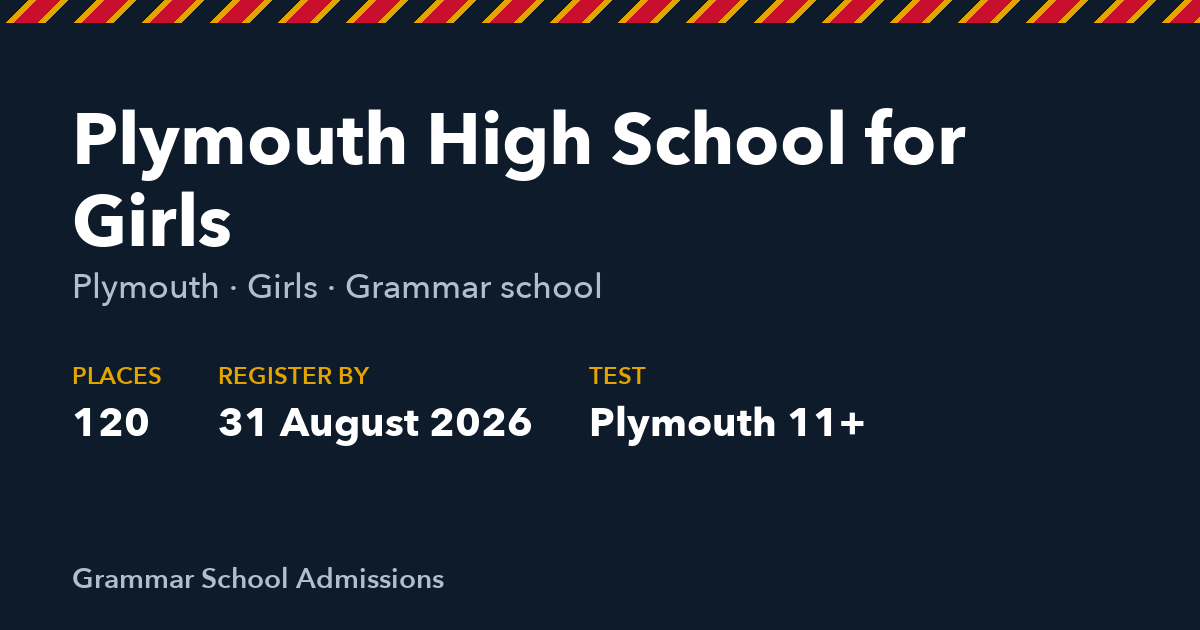 Plymouth High School for
Girls
Plymouth · Girls · Grammar school
PLACES
120
REGISTER BY
31 August 2026
TEST
Plymouth 11+
Grammar School Admissions